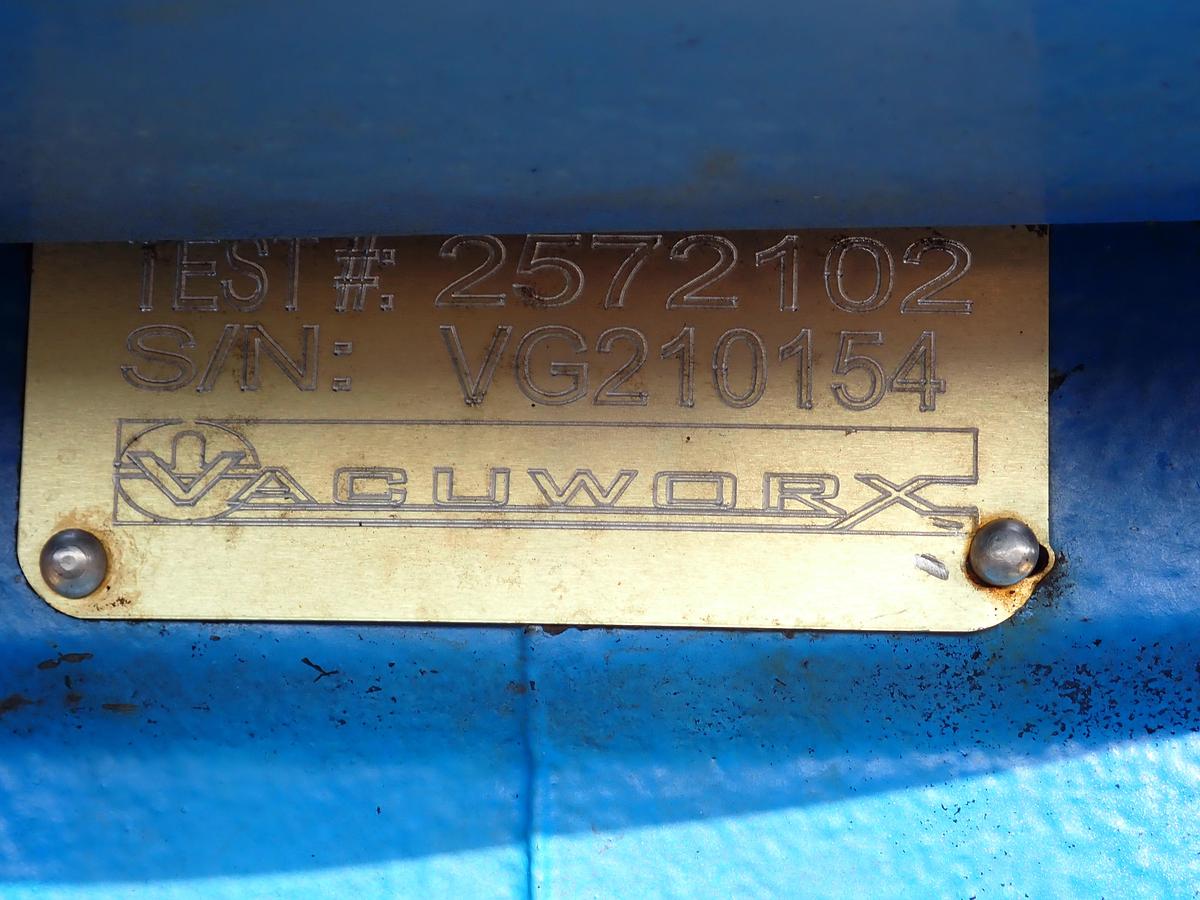 TEST #: 2572102
S/N: VG210154
VACUWORX